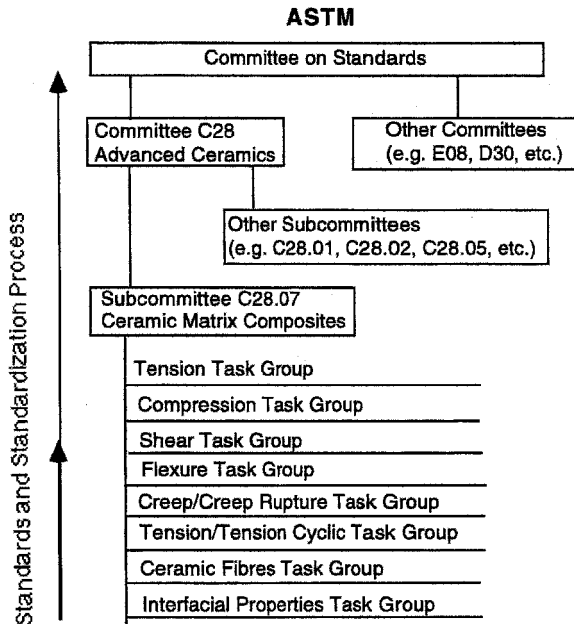 ASTM
Committee on Standards
Committee C28
Advanced Ceramics
Other Committees
(e.g. E08, D30, etc.)
Other Subcommittees
(e.g. C28.01, C28.02, C28.05, etc.)
Subcommittee C28.07
Ceramic Matrix Composites
Tension Task Group
Compression Task Group
Shear Task Group
Flexure Task Group
Creep/Creep Rupture Task Group
Tension/Tension Cyclic Task Group
Ceramic Fibres Task Group
Interfacial Properties Task Group
Standards and Standardization Process